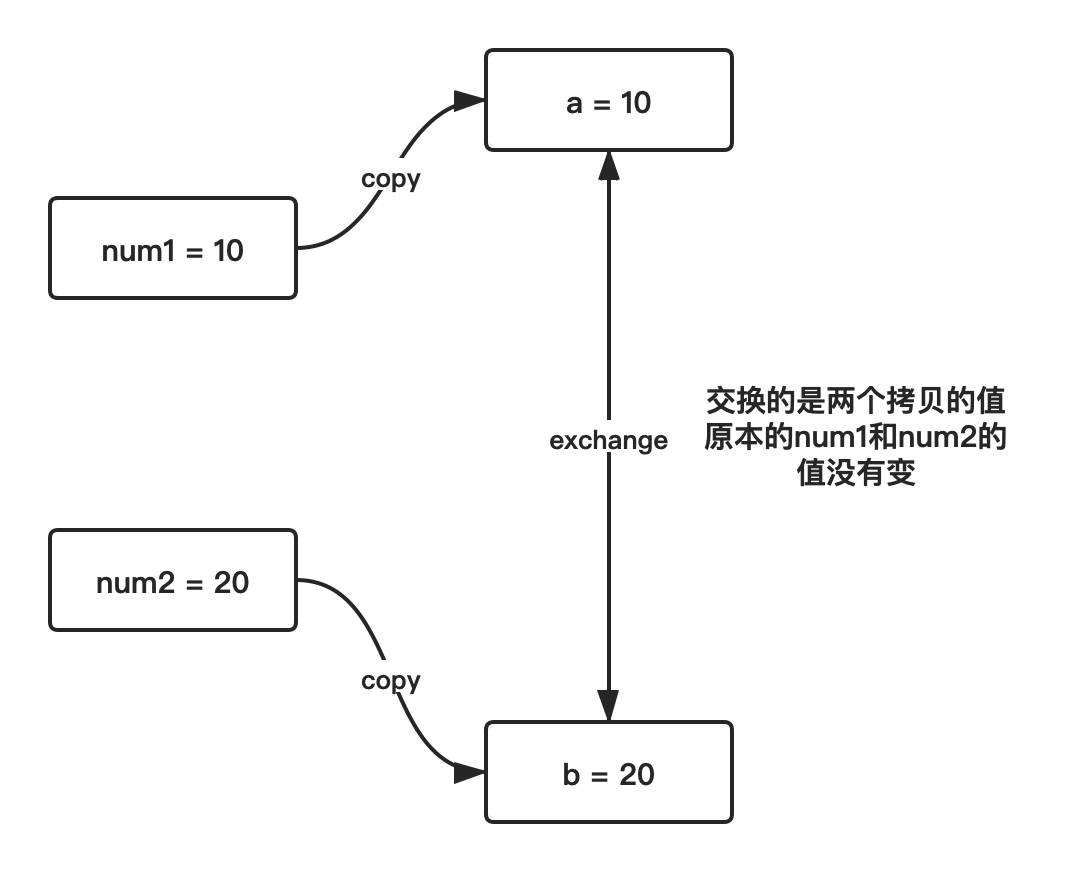 a = 10
copy
num1 = 10
交换的是两个拷贝的值
原本的num1和num2的
值没有变
exchange
num2 = 20
copy
b = 20